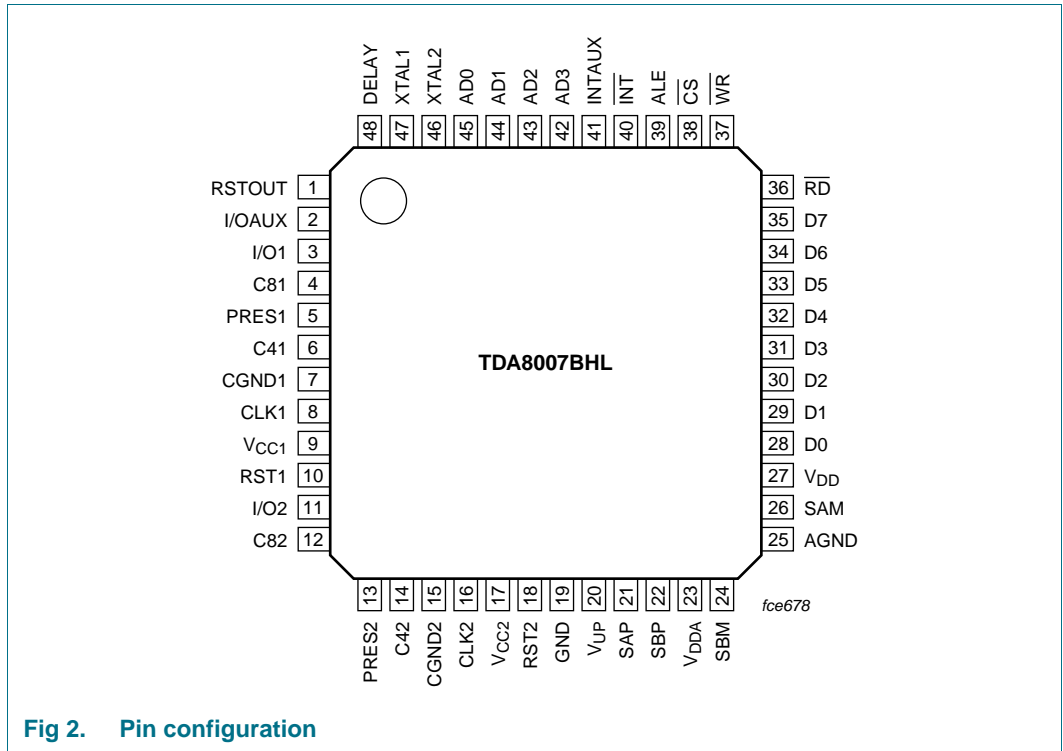 DELAY
XTAL1
XTAL2
AD0
AD1
AD2
AD3
INTAUX
INT
ALE
CS
WR
48
47
46
45
44
43
42
41
40
39
38
37
RSTOUT 1
I/OAUX 2
I/O1 3
C81 4
PRES1 5
C41 6
CGND1 7
CLK1 8
VCC1 9
RST1 10
I/O2 11
C82 12
TDA8007BHL
36 RD
35 D7
34 D6
33 D5
32 D4
31 D3
30 D2
29 D1
28 D0
27 VDD
26 SAM
25 AGND
13
14
15
16
17
18
19
20
21
22
23
24
PRES2
C42
CGND2
CLK2
VCC2
RST2
GND
VUP
SAP
SBP
VDDA
SBM
fce678
Fig 2. Pin configuration